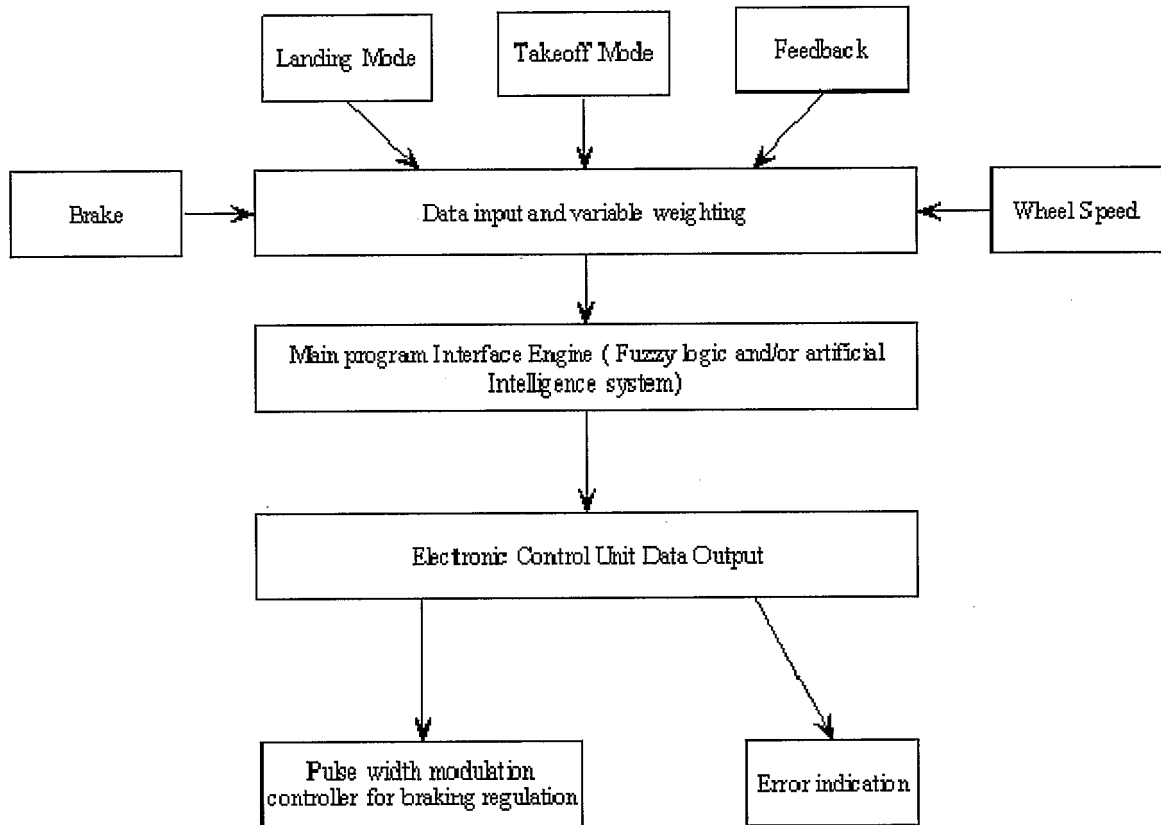 Landing Mode
Takeoff Mode
Feedback
Brake
Data input and variable weighting
Wheel Speed.
Main program Interface Engine ( Fuzzy logic and/or artificial
Intelligence system)
Electronic Control Unit Data Output
Pulse width modulation
controller for braking regulation
Error indication